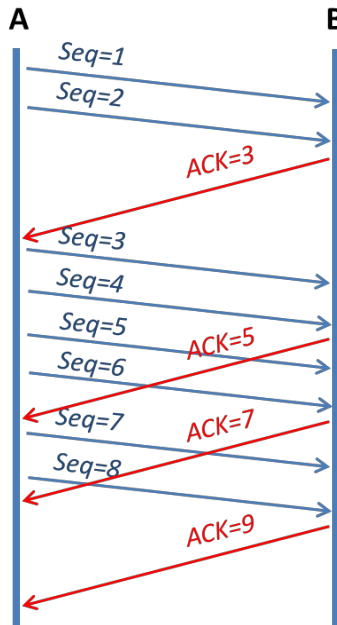 A
B
Seq=1
Seq=2
ACK=3
Seq=3
Seq=4
Seq=5
ACK=5
Seq=6
Seq=7
ACK=7
Seq=8
ACK=9